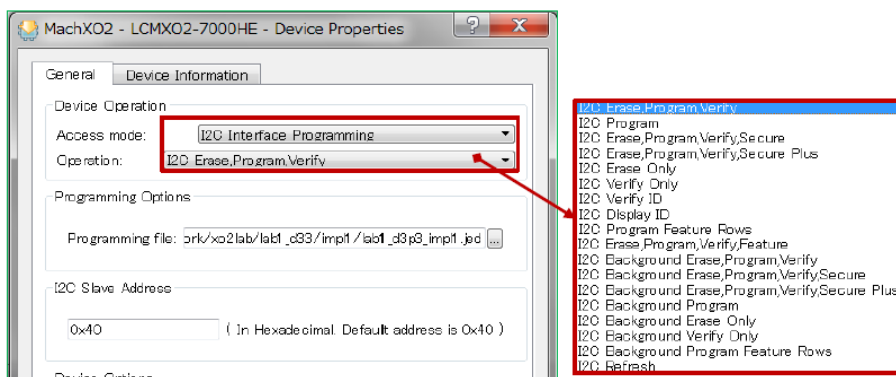 MachXO2 - LCMXO2-7000HE - Device Properties
General
Device Information
Device Operation
Access mode:
I2C Interface Programming
Operation:
I2C Erase,Program,Verify
Programming Options
Programming file:
ork/xo2lab/lab1_d33/impl1/lab1_d3p3_impl1.jed
...
I2C Slave Address
0x40
( In Hexadecimal. Default address is 0x40 )
Device Options
I2C Erase,Program,Verify
I2C Program
I2C Erase,Program,Verify,Secure
I2C Erase,Program,Verify,Secure Plus
I2C Erase Only
I2C Verify Only
I2C Verify ID
I2C Display ID
I2C Program Feature Rows
I2C Erase,Program,Verify,Feature
I2C Background Erase,Program,Verify
I2C Background Erase,Program,Verify,Secure
I2C Background Erase,Program,Verify,Secure Plus
I2C Background Program
I2C Background Erase Only
I2C Background Verify Only
I2C Background Program Feature Rows
I2C Refresh